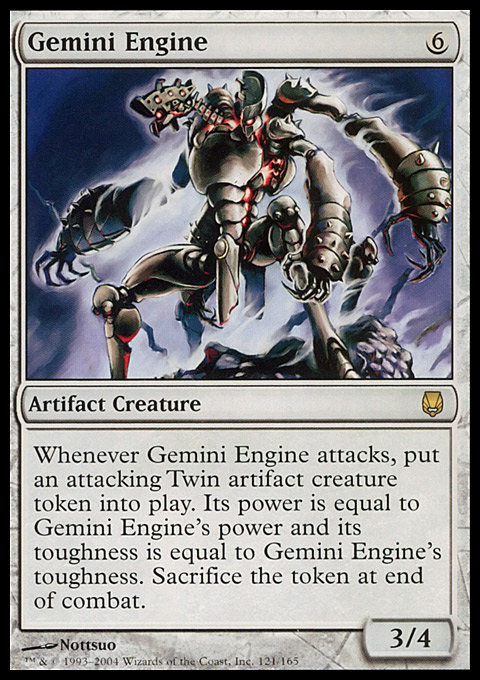 Gemini Engine 6
Artifact Creature
Whenever Gemini Engine attacks, put
an attacking Twin artifact creature
token into play. Its power is equal to
Gemini Engine's power and its
toughness is equal to Gemini Engine's
toughness. Sacrifice the token at end
of combat.
Nottsuo
™ & © 1993–2004 Wizards of the Coast, Inc. 121/165
3/4